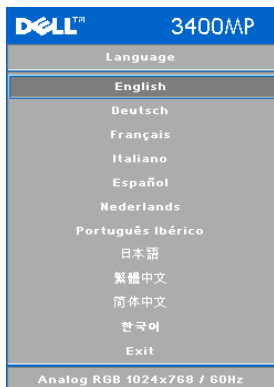 DELL™ 3400MP
Language
English
Deutsch
Français
Italiano
Español
Nederlands
Português Ibérico
日本語
繁體中文
简体中文
한국어
Exit
Analog RGB 1024x768 / 60Hz